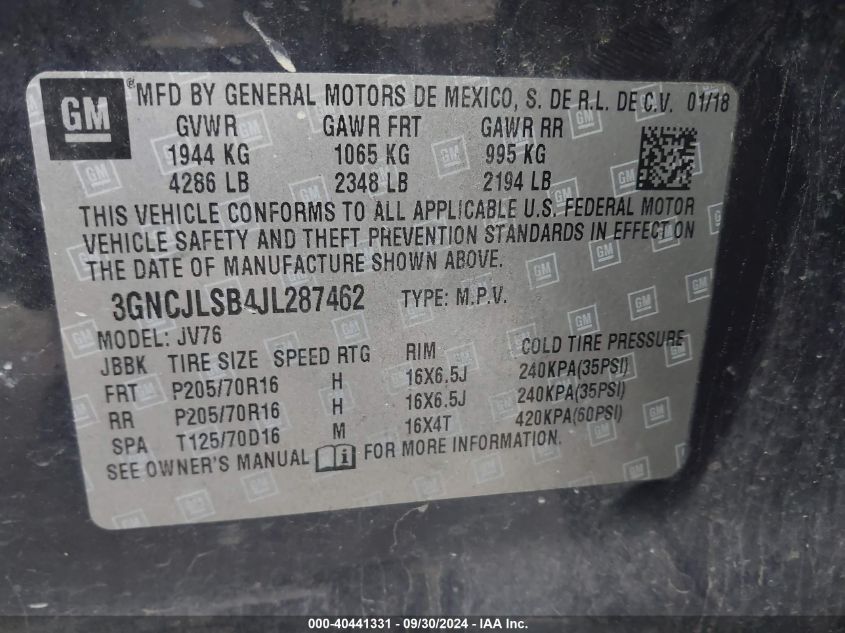 GM ® MFD BY GENERAL MOTORS DE MEXICO, S. DE R.L. DE C.V. 01/18
GVWR GAWR FRT GAWR RR
1944 KG 1065 KG 995 KG
4286 LB 2348 LB 2194 LB
THIS VEHICLE CONFORMS TO ALL APPLICABLE U.S. FEDERAL MOTOR
VEHICLE SAFETY AND THEFT PREVENTION STANDARDS IN EFFECT ON
THE DATE OF MANUFACTURE SHOWN ABOVE.
3GNCJLSB4JL287462 TYPE: M.P.V.
MODEL: JV76
JBBK TIRE SIZE SPEED RTG RIM COLD TIRE PRESSURE
FRT P205/70R16 H 16X6.5J 240KPA(35PSI)
RR P205/70R16 H 16X6.5J 240KPA(35PSI)
SPA T125/70D16 M 16X4T 420KPA(60PSI)
SEE OWNER'S MANUAL i FOR MORE INFORMATION.
000-40441331 - 09/30/2024 - IAA Inc.